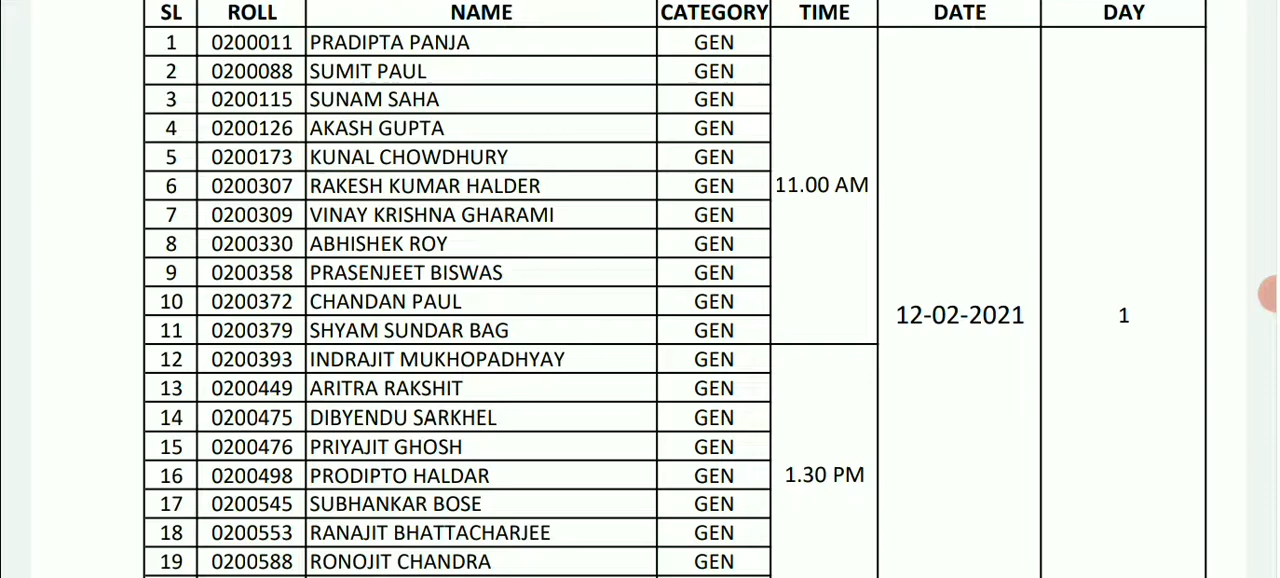 SL ROLL NAME CATEGORY TIME DATE DAY
1 0200011 PRADIPTA PANJA GEN
2 0200088 SUMIT PAUL GEN
3 0200115 SUNAM SAHA GEN
4 0200126 AKASH GUPTA GEN
5 0200173 KUNAL CHOWDHURY GEN
6 0200307 RAKESH KUMAR HALDER GEN 11.00 AM
7 0200309 VINAY KRISHNA GHARAMI GEN
8 0200330 ABHISHEK ROY GEN
9 0200358 PRASENJEET BISWAS GEN
10 0200372 CHANDAN PAUL GEN 12-02-2021 1
11 0200379 SHYAM SUNDAR BAG GEN
12 0200393 INDRAJIT MUKHOPADHYAY GEN
13 0200449 ARITRA RAKSHIT GEN
14 0200475 DIBYENDU SARKHEL GEN
15 0200476 PRIYAJIT GHOSH GEN
16 0200498 PRODIPTO HALDAR GEN 1.30 PM
17 0200545 SUBHANKAR BOSE GEN
18 0200553 RANAJIT BHATTACHARJEE GEN
19 0200588 RONOJIT CHANDRA GEN